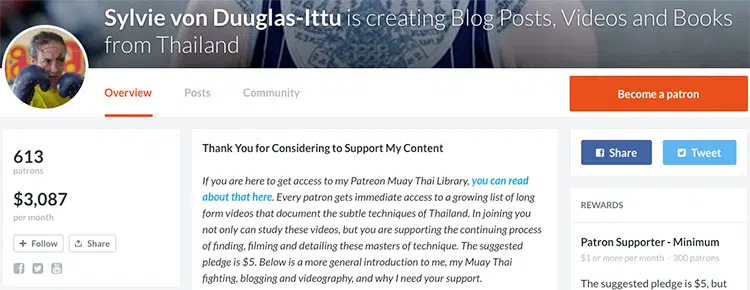 Sylvie von Duuglas-Ittu is creating Blog Posts, Videos and Books
from Thailand
Overview
Posts
Community
Become a patron
613
patrons
$3,087
per month
+ Follow
Share
Thank You for Considering to Support My Content
If you are here to get access to my Patreon Muay Thai Library, you can read
about that here. Every patron gets immediate access to a growing list of long
form videos that document the subtle techniques of Thailand. In joining you
not only can study these videos, but you are supporting the continuing process
of finding, filming and detailing these masters of technique. The suggested
pledge is $5. Below is a more general introduction to me, my Muay Thai
fighting, blogging and videography, and why I need your support.
Share
Tweet
REWARDS
Patron Supporter - Minimum
$1 or more per month · 300 patrons
The suggested pledge is $5, but